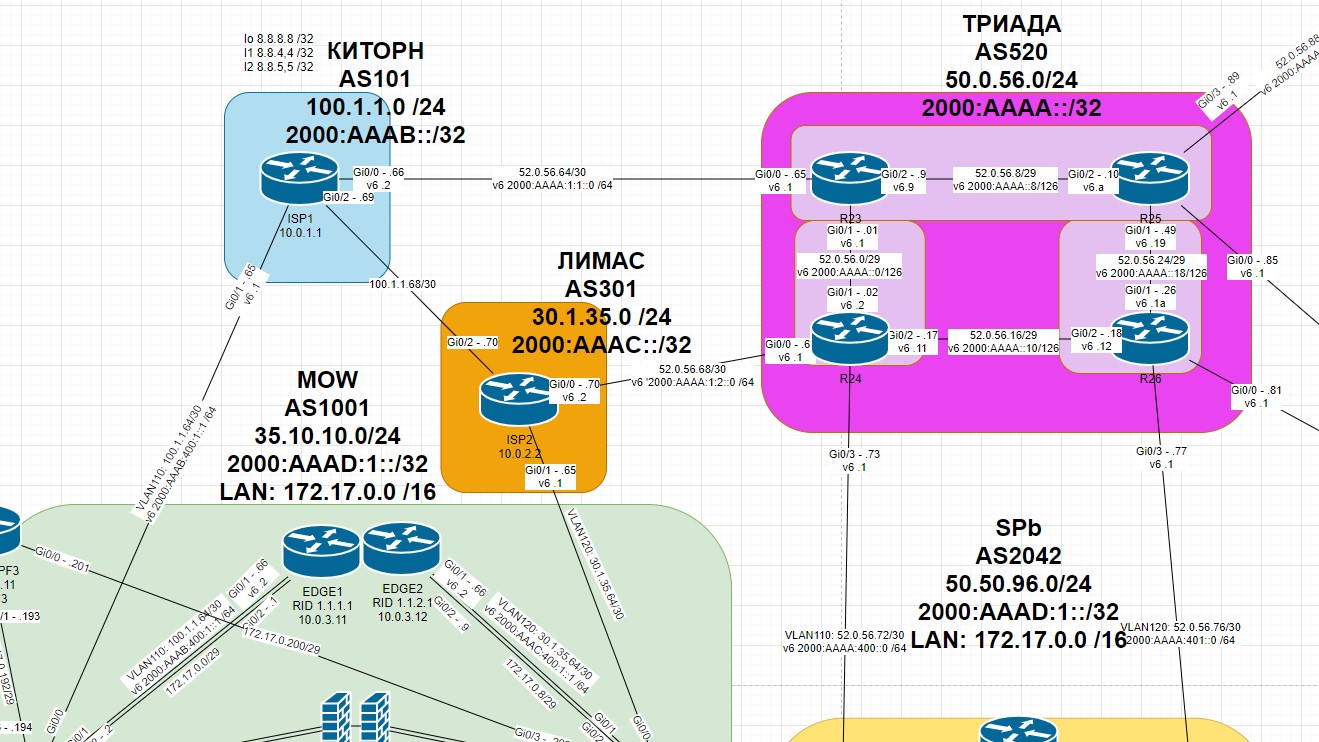 lo 8.8.8.8 /32
l1 8.8.4.4 /32
l2 8.8.5,5 /32
КИТОРН
AS101
100.1.1.0 /24
2000:AAAB::/32
ISP1
10.0.1.1
Gi0/0 - .66
v6 .2
Gi0/2 - .69
Gi0/1 - .65
v6 .1
52.0.56.64/30
v6 2000:AAAA:1:1::0 /64
100.1.1.68/30
VLAN110: 100.1.1.64/30
v6 2000:AAAB:400:1::1 /64
ТРИАДА
AS520
50.0.56.0/24
2000:AAAA::/32
Gi0/0 - .65
v6 .1
R23
Gi0/2 - .9
v6.9
52.0.56.8/29
v6 2000:AAAA::8/126
Gi0/2 - .10
v6.a
R25
Gi0/3 - .89
v6 .1
52.0.56.88
v6 2000:AAAA
Gi0/1 - .01
v6 .1
52.0.56.0/29
v6 2000:AAAA::0/126
Gi0/1 - .02
v6 .2
Gi0/1 - .49
v6 .19
52.0.56.24/29
v6 2000:AAAA::18/126
Gi0/1 - .26
v6 .1a
Gi0/0 - .85
v6 .1
Gi0/0 - .6
v6 .1
R24
Gi0/2 - .17
v6 .11
52.0.56.16/29
v6 2000:AAAA::10/126
Gi0/2 - .18
v6 .12
R26
Gi0/0 - .81
v6 .1
Gi0/3 - .73
v6 .1
Gi0/3 - .77
v6 .1
ЛИМАС
AS301
30.1.35.0 /24
2000:AAAC::/32
Gi0/2 - .70
Gi0/0 - .70
v6 .2
ISP2
10.0.2.2
Gi0/1 - .65
v6 .1
52.0.56.68/30
v6 '2000:AAAA:1:2::0 /64
VLAN120: 30.1.35.64/30
MOW
AS1001
35.10.10.0/24
2000:AAAD:1::/32
LAN: 172.17.0.0 /16
PF3
.11
3
/1 - .193
7.0.192/29
- .194
Gi0/0 - .201
172.17.0.200/29
EDGE1
RID 1.1.1.1
10.0.3.11
EDGE2
RID 1.1.2.1
10.0.3.12
Gi0/1 - .66
v6 .2
Gi0/2 - .1
VLAN110: 100.1.1.64/30
v6 2000:AAAB:400:1::1 /64
172.17.0.0/29
Gi0/1 - .66
v6 .2
Gi0/2 - .9
VLAN120: 30.1.35.64/30
v6 2000:AAAC:400:1::1 /64
172.17.0.8/29
Gi0/0
Gi0/1
Gi0/2
SPb
AS2042
50.50.96.0/24
2000:AAAD:1::/32
LAN: 172.17.0.0 /16
VLAN110: 52.0.56.72/30
v6 2000:AAAA:400::0 /64
VLAN120: 52.0.56.76/30
2000:AAAA:401::0 /64